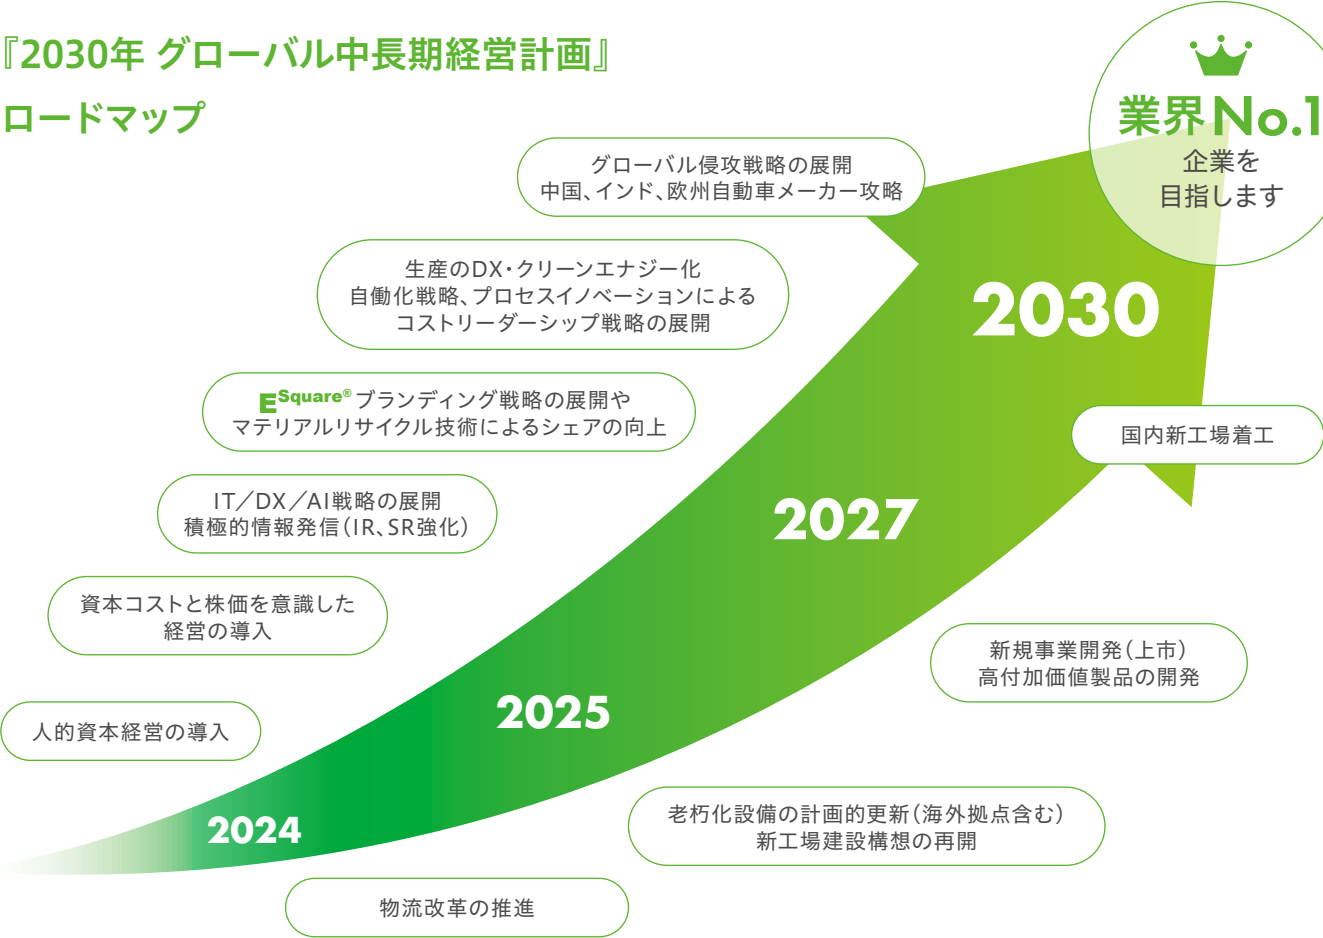 『2030年 グローバル中長期経営計画』
ロードマップ
業界No.1
企業を
目指します
グローバル侵攻戦略の展開
中国、インド、欧州自動車メーカー攻略
生産のDX・クリーンエナジー化
自働化戦略、プロセスイノベーションによる
コストリーダーシップ戦略の展開
2030
ESquare®ブランディング戦略の展開や
マテリアルリサイクル技術によるシェアの向上
国内新工場着工
IT／DX／AI戦略の展開
積極的情報発信（IR、SR強化）
2027
資本コストと株価を意識した
経営の導入
新規事業開発（上市）
高付加価値製品の開発
2025
人的資本経営の導入
老朽化設備の計画的更新（海外拠点含む）
新工場建設構想の再開
2024
物流改革の推進